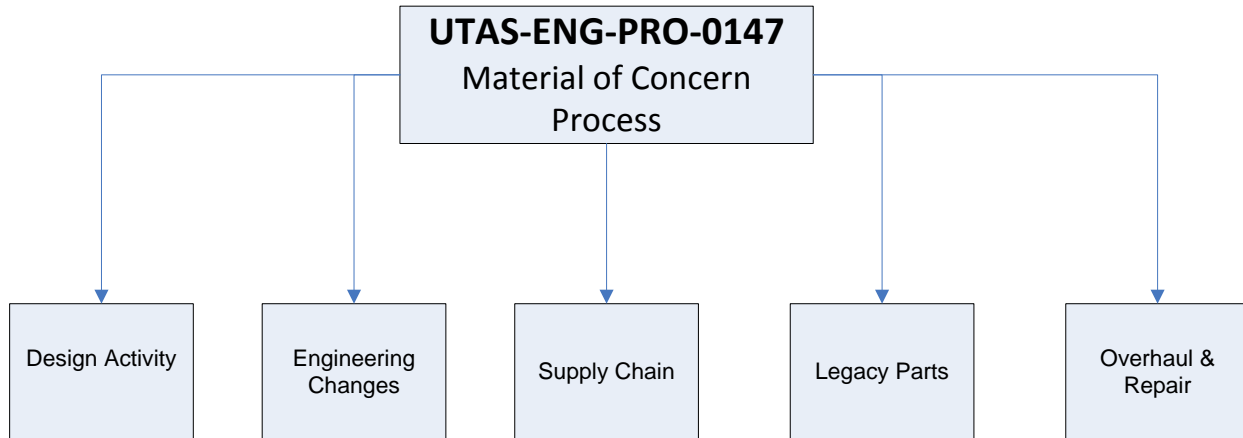 UTAS-ENG-PRO-0147
Material of Concern
Process
Design Activity
Engineering
Changes
Supply Chain
Legacy Parts
Overhaul &
Repair